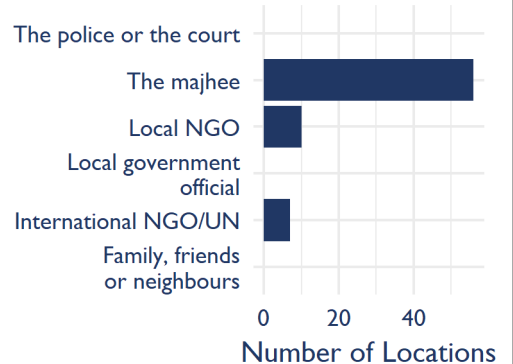 The police or the court
The majhee
Local NGO
Local government
official
International NGO/UN
Family, friends
or neighbours
0 20 40
Number of Locations